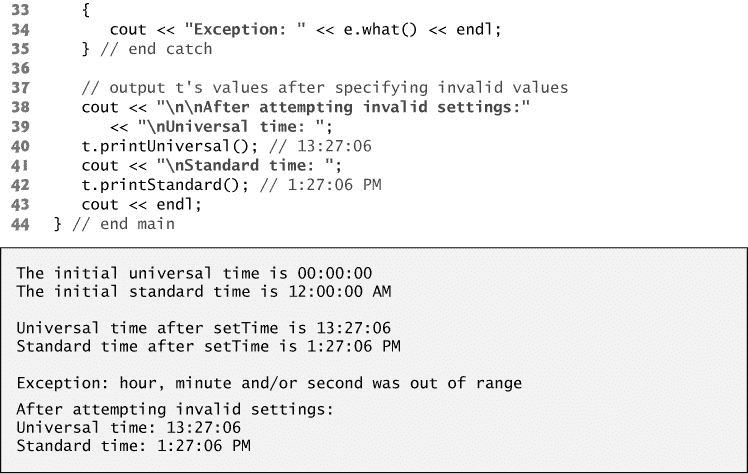 33 {
34 cout << "Exception: " << e.what() << endl;
35 } // end catch
36
37 // output t's values after specifying invalid values
38 cout << "\n\nAfter attempting invalid settings:"
39 << "\nUniversal time: ";
40 t.printUniversal(); // 13:27:06
41 cout << "\nStandard time: ";
42 t.printStandard(); // 1:27:06 PM
43 cout << endl;
44 } // end main
The initial universal time is 00:00:00
The initial standard time is 12:00:00 AM
Universal time after setTime is 13:27:06
Standard time after setTime is 1:27:06 PM
Exception: hour, minute and/or second was out of range
After attempting invalid settings:
Universal time: 13:27:06
Standard time: 1:27:06 PM